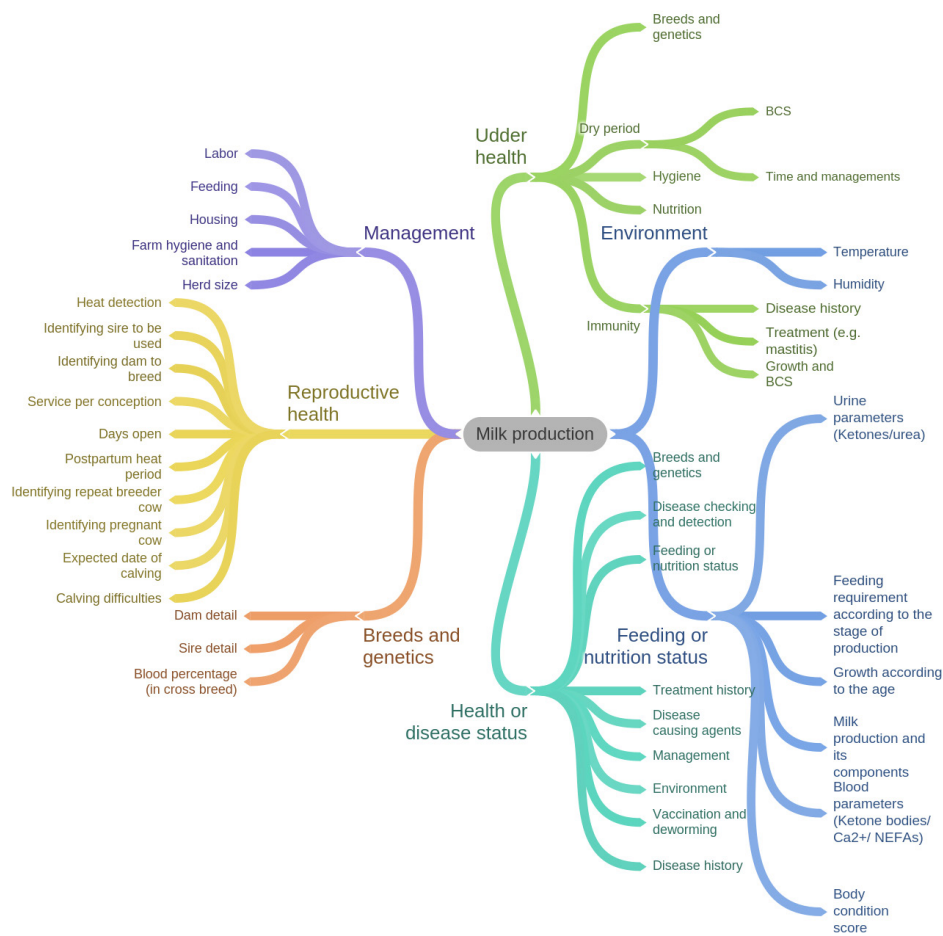 Breeds and
genetics
BCS
Dry period
Udder
health
Time and managements
Hygiene
Nutrition
Immunity
Disease history
Treatment (e.g.
mastitis)
Growth and
BCS
Labor
Feeding
Housing
Farm hygiene and
sanitation
Herd size
Management
Environment
Temperature
Humidity
Heat detection
Identifying sire to be
used
Identifying dam to
breed
Service per conception
Days open
Postpartum heat
period
Identifying repeat breeder
cow
Identifying pregnant
cow
Expected date of
calving
Calving difficulties
Reproductive
health
Milk production
Urine
parameters
(Ketones/urea)
Feeding
requirement
according to the
stage of
production
Growth according
to the age
Milk
production and
its
components
Blood
parameters
(Ketone bodies/
Ca2+/ NEFAs)
Body
condition
score
Feeding or
nutrition status
Breeds and
genetics
Disease checking
and detection
Feeding or
nutrition status
Treatment history
Disease
causing agents
Management
Environment
Vaccination and
deworming
Disease history
Health or
disease status
Dam detail
Sire detail
Blood percentage
(in cross breed)
Breeds and
genetics